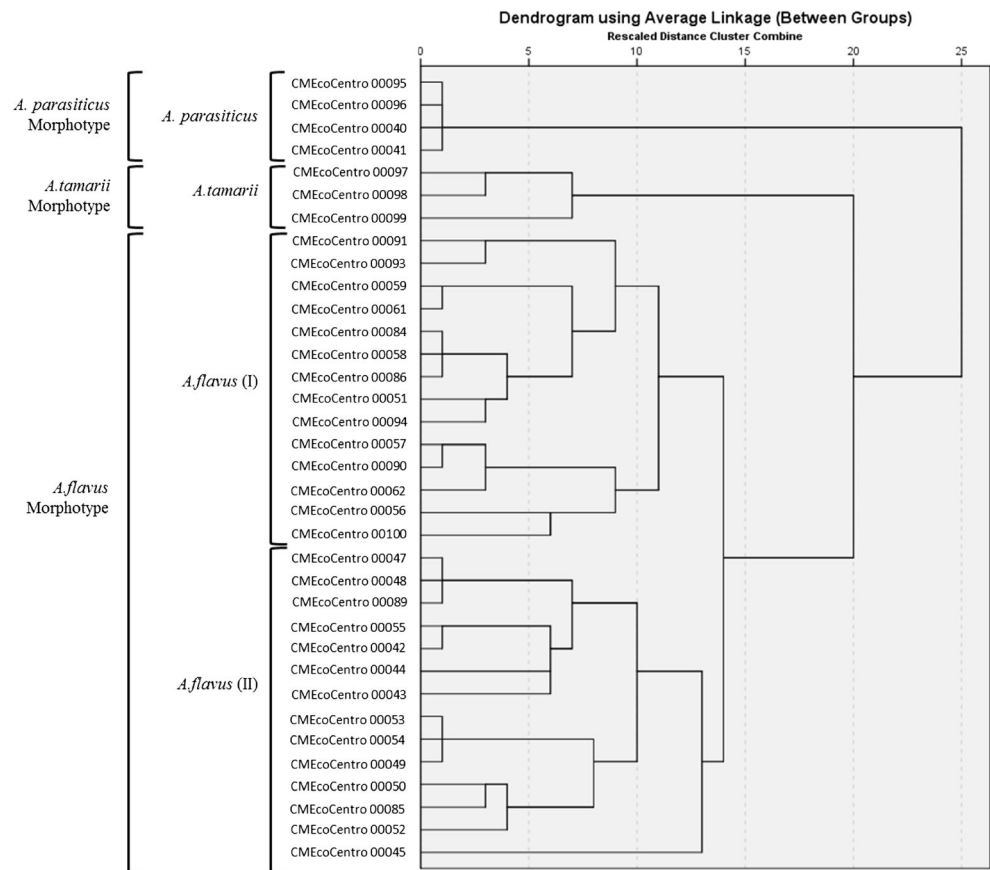 Dendrogram using Average Linkage (Between Groups)
Rescaled Distance Cluster Combine
0 5 10 15 20 25
A. parasiticus
Morphotype
A. parasiticus
CMEcoCentro 00095
CMEcoCentro 00096
CMEcoCentro 00040
CMEcoCentro 00041
A.tamarii
Morphotype
A.tamarii
CMEcoCentro 00097
CMEcoCentro 00098
CMEcoCentro 00099
A.flavus
Morphotype
A.flavus (I)
CMEcoCentro 00091
CMEcoCentro 00093
CMEcoCentro 00059
CMEcoCentro 00061
CMEcoCentro 00084
CMEcoCentro 00058
CMEcoCentro 00086
CMEcoCentro 00051
CMEcoCentro 00094
CMEcoCentro 00057
CMEcoCentro 00090
CMEcoCentro 00062
CMEcoCentro 00056
CMEcoCentro 00100
A.flavus (II)
CMEcoCentro 00047
CMEcoCentro 00048
CMEcoCentro 00089
CMEcoCentro 00055
CMEcoCentro 00042
CMEcoCentro 00044
CMEcoCentro 00043
CMEcoCentro 00053
CMEcoCentro 00054
CMEcoCentro 00049
CMEcoCentro 00050
CMEcoCentro 00085
CMEcoCentro 00052
CMEcoCentro 00045